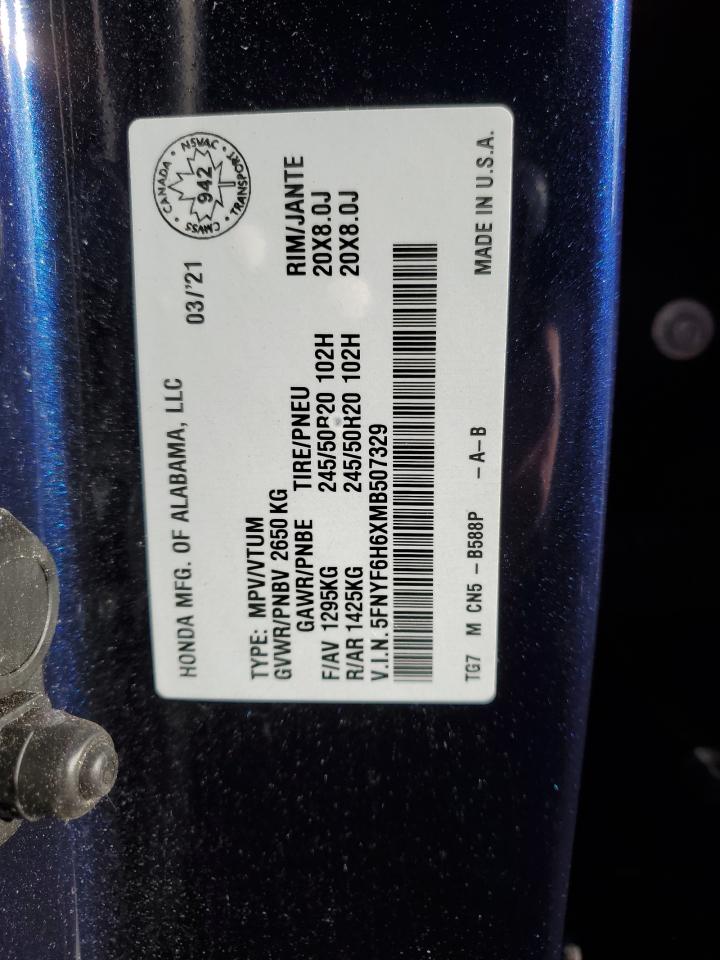 HONDA MFG. OF ALABAMA, LLC
03/'21
CANADA • NSVAC • TRANSPORT • CMVSS •
942
TYPE: MPV/VTUM
GVWR/PNBV 2650 KG
GAWR/PNBE TIRE/PNEU RIM/JANTE
F/AV 1295KG 245/50R20 102H 20X8.0J
R/AR 1425KG 245/50R20 102H 20X8.0J
V.I.N. 5FNYF6H6XMB507329
TG7 M CN5 - B588P - A - B MADE IN U.S.A.